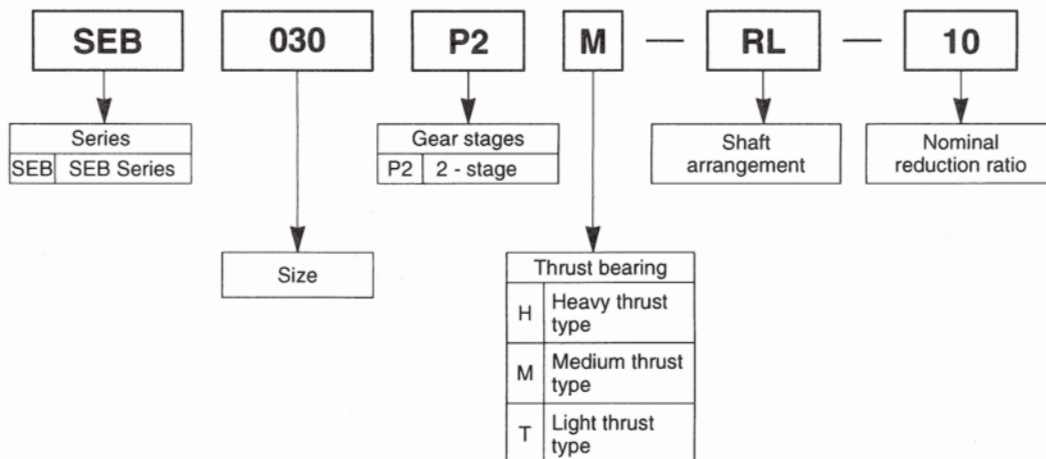 SEB 030 P2 M — RL — 10
Series
SEB SEB Series
Gear stages
P2 2 - stage
Shaft
arrangement
Nominal
reduction ratio
Size
Thrust bearing
H Heavy thrust
type
M Medium thrust
type
T Light thrust
type